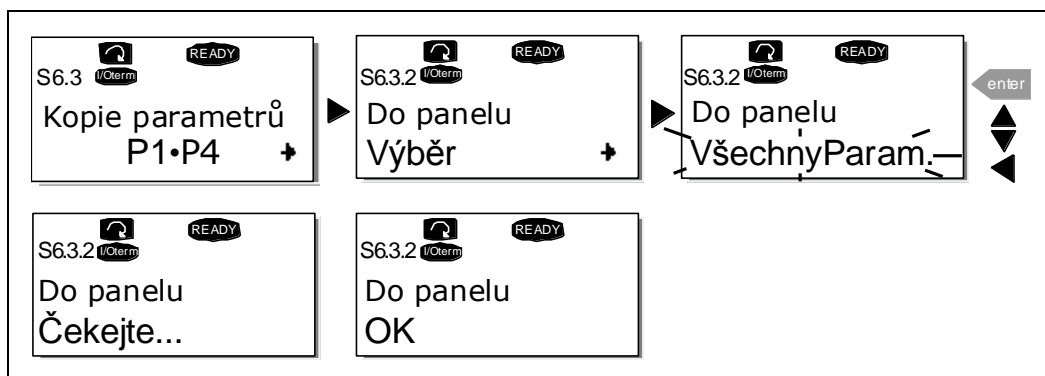 READY
S6.3 I/Oterm
Kopie parametrů
P1•P4
READY
S6.3.2 I/Oterm
Do panelu
Výběr
READY
S6.3.2 I/Oterm
Do panelu
VšechnyParam.
enter
READY
S6.3.2 I/Oterm
Do panelu
Čekejte...
READY
S6.3.2 I/Oterm
Do panelu
OK